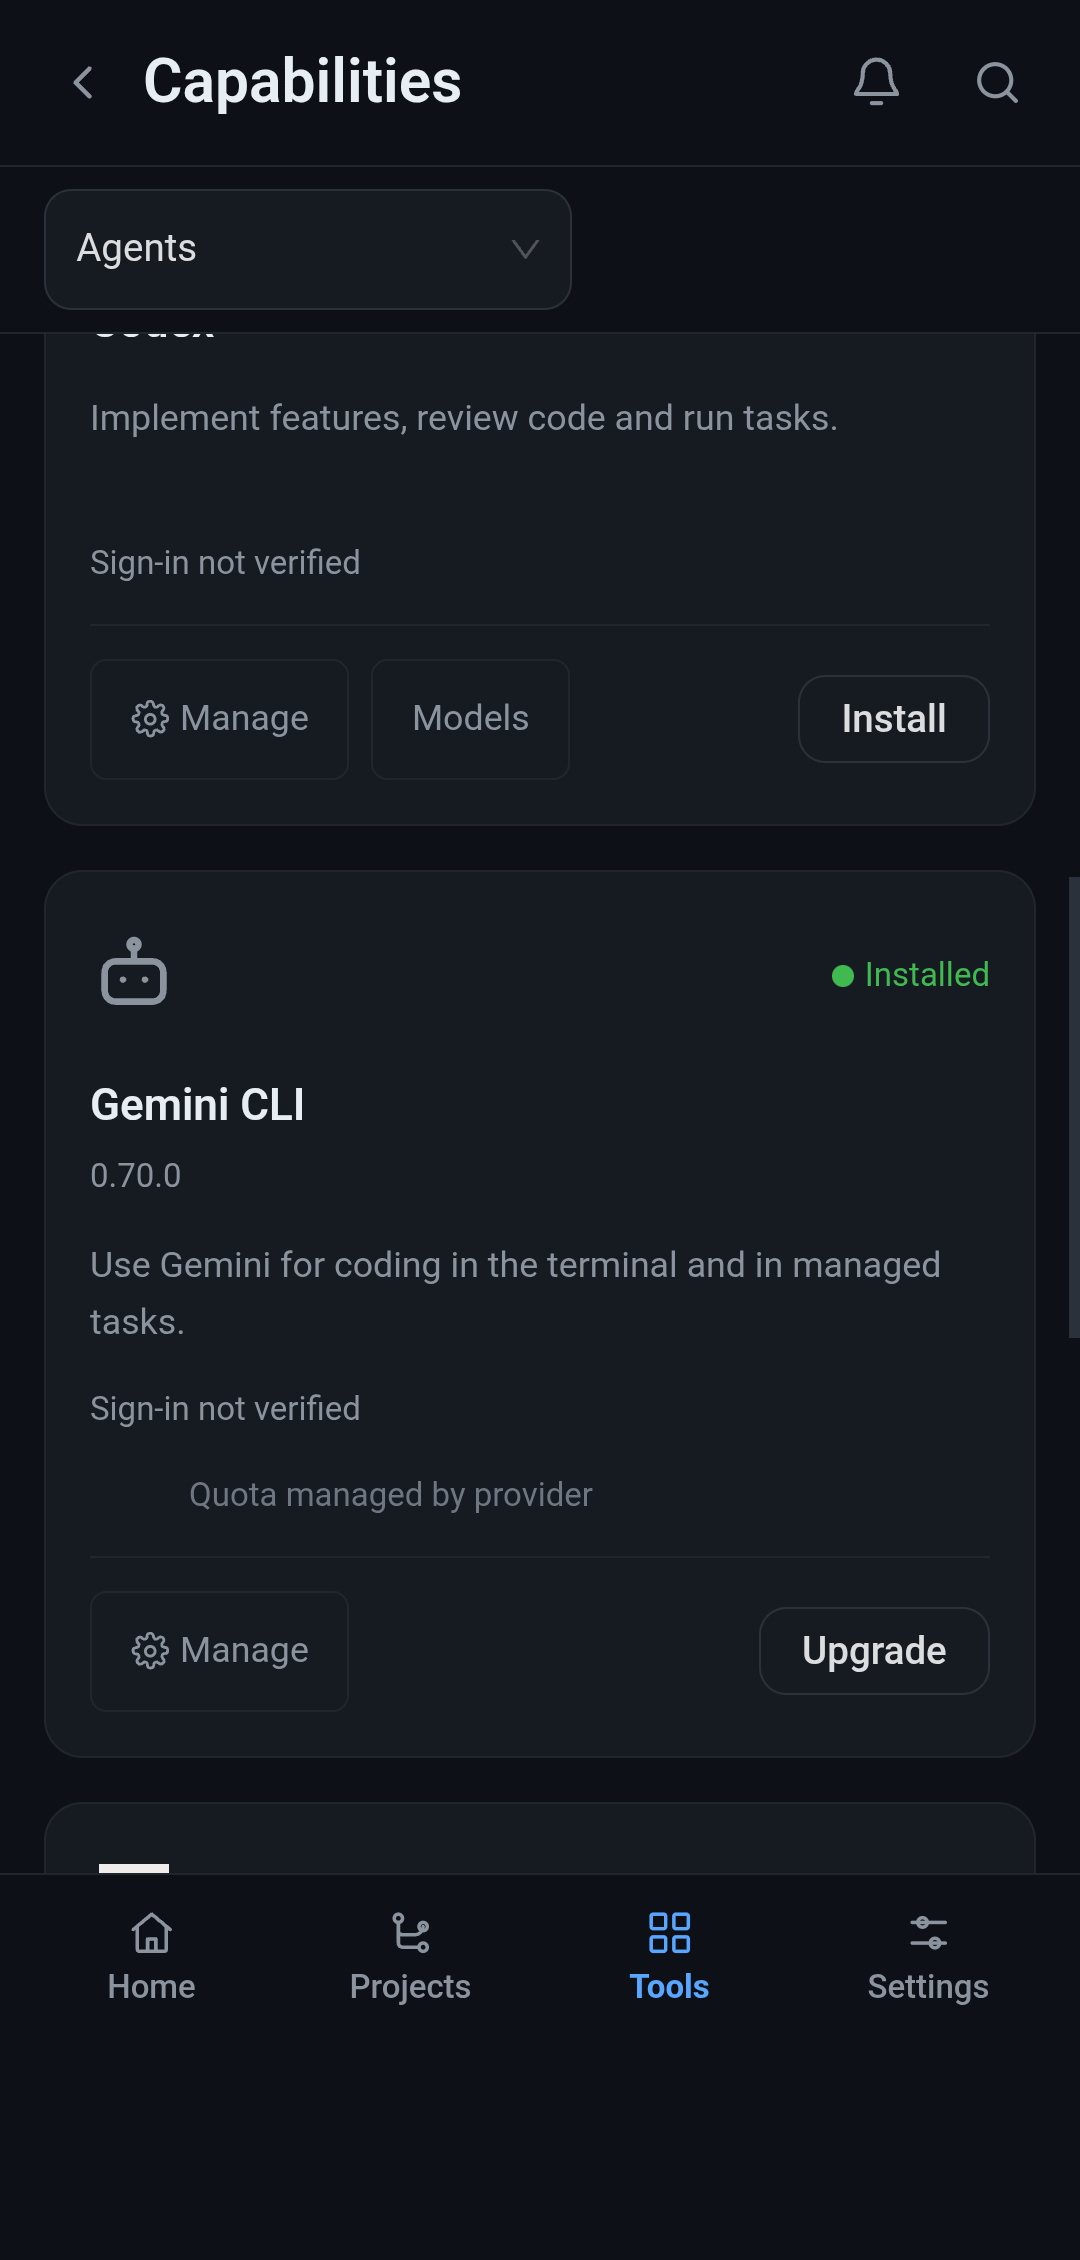 Capabilities
Agents
Implement features, review code and run tasks.
Sign-in not verified
Manage
Models
Install
Installed
Gemini CLI
0.70.0
Use Gemini for coding in the terminal and in managed
tasks.
Sign-in not verified
Quota managed by provider
Manage
Upgrade
Home
Projects
Tools
Settings